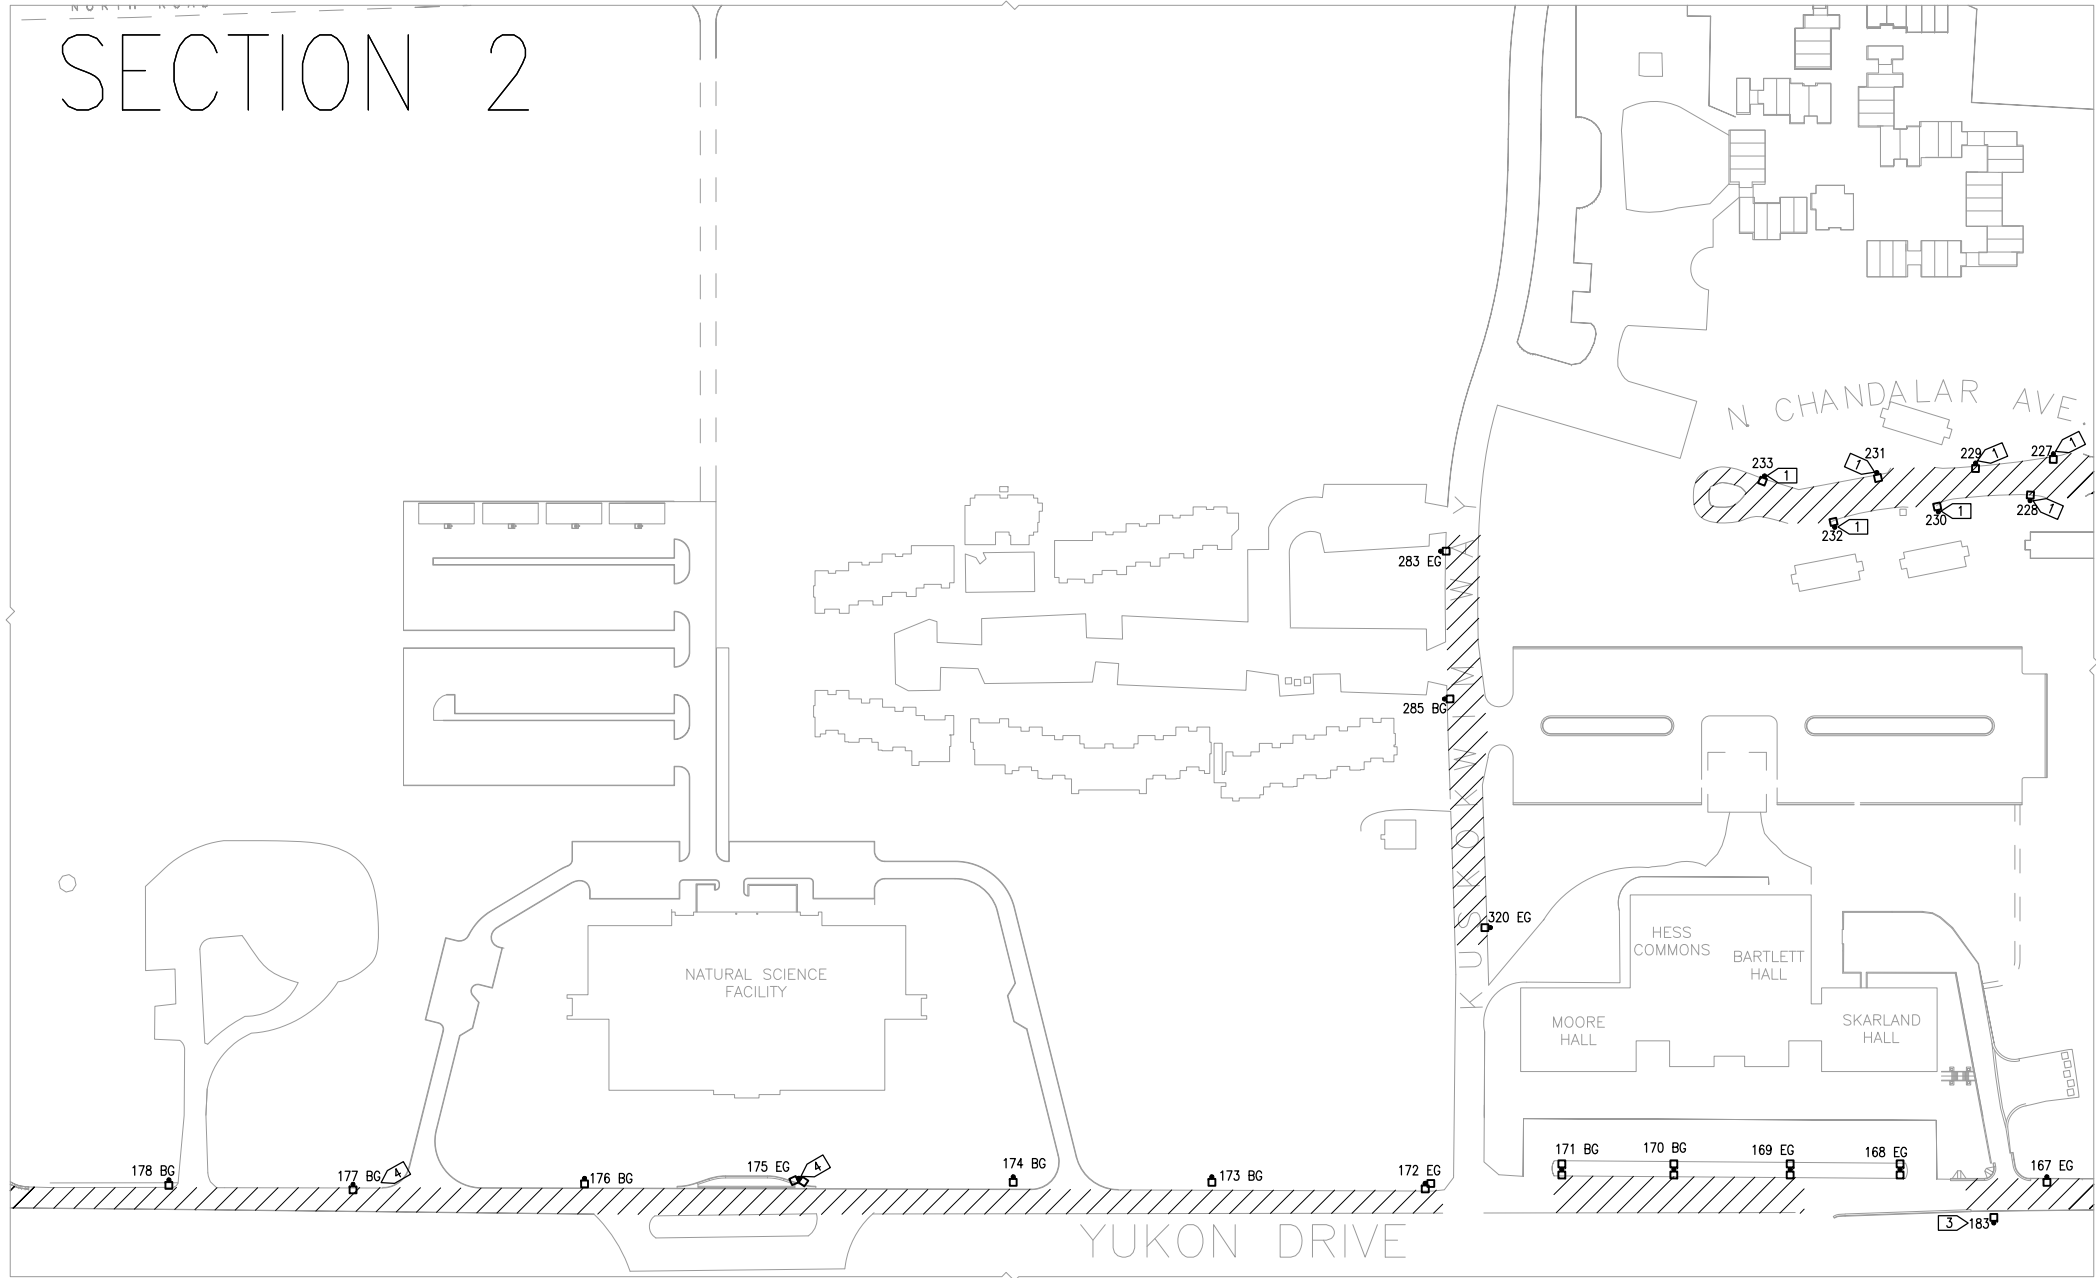 NORTH ROAD
SECTION 2
N. CHANDALAR AVE.
233
1
1
231
229
1
227
1
232
1
230
1
228
1
283 EG
285 BG
KUSKOKWIM WAY
320 EG
HESS
COMMONS
BARTLETT
HALL
NATURAL SCIENCE
FACILITY
MOORE
HALL
SKARLAND
HALL
178 BG
177 BG
4
176 BG
175 EG
4
174 BG
173 BG
172 EG
171 BG
170 BG
169 EG
168 EG
167 EG
3
183
YUKON DRIVE